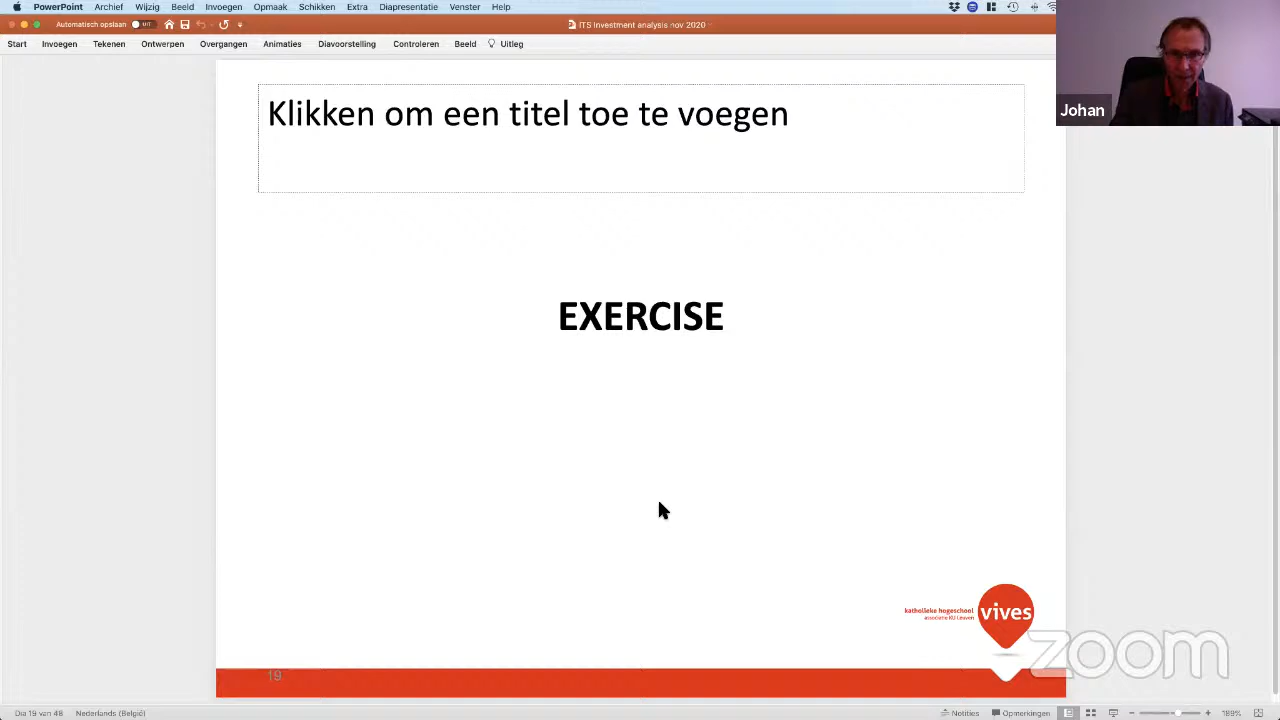 PowerPoint Archief Wijzig Beeld Invoegen Opmaak Schikken Extra Diapresentatie Venster Help
Automatisch opslaan UIT ITS Investment analysis nov 2020
Start Invoegen Tekenen Ontwerpen Overgangen Animaties Diavoorstelling Controleren Beeld Uitleg
Johan
Klikken om een titel toe te voegen
EXERCISE
katholieke hogeschool
associatie KU Leuven
vives
zoom
19
Dia 19 van 48 Nederlands (België) Notities Opmerkingen 189%